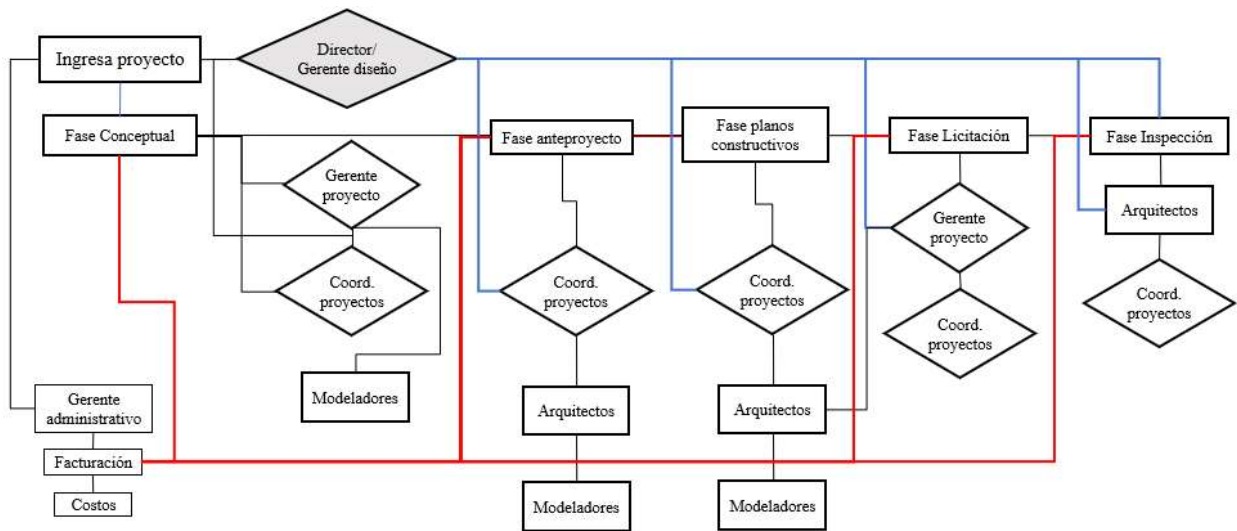 Ingresa proyecto
Director/
Gerente diseño
Fase Conceptual
Fase anteproyecto
Fase planos
constructivos
Fase Licitación
Fase Inspección
Gerente
proyecto
Gerente
proyecto
Arquitectos
Coord.
proyectos
Coord.
proyectos
Coord.
proyectos
Coord.
proyectos
Coord.
proyectos
Modeladores
Arquitectos
Arquitectos
Gerente
administrativo
Facturación
Costos
Modeladores
Modeladores